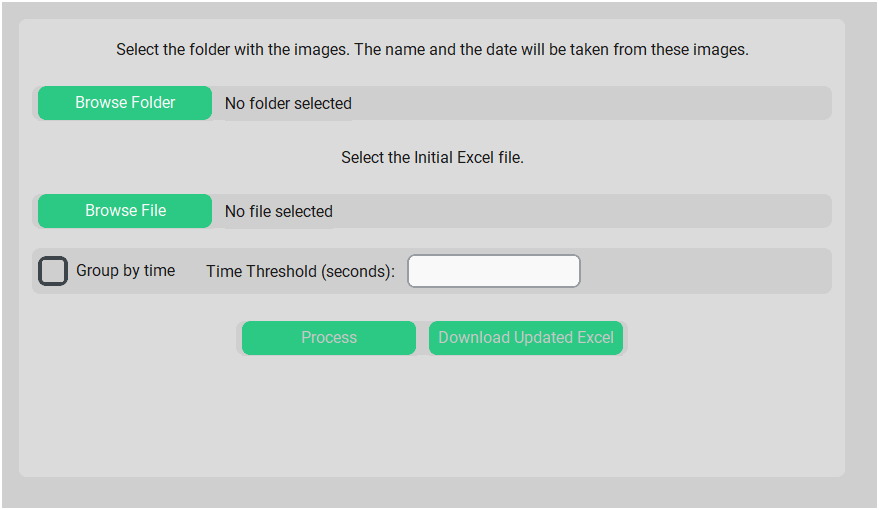 Select the folder with the images. The name and the date will be taken from these images.
Browse Folder No folder selected
Select the Initial Excel file.
Browse File No file selected
Group by time Time Threshold (seconds):
Process Download Updated Excel